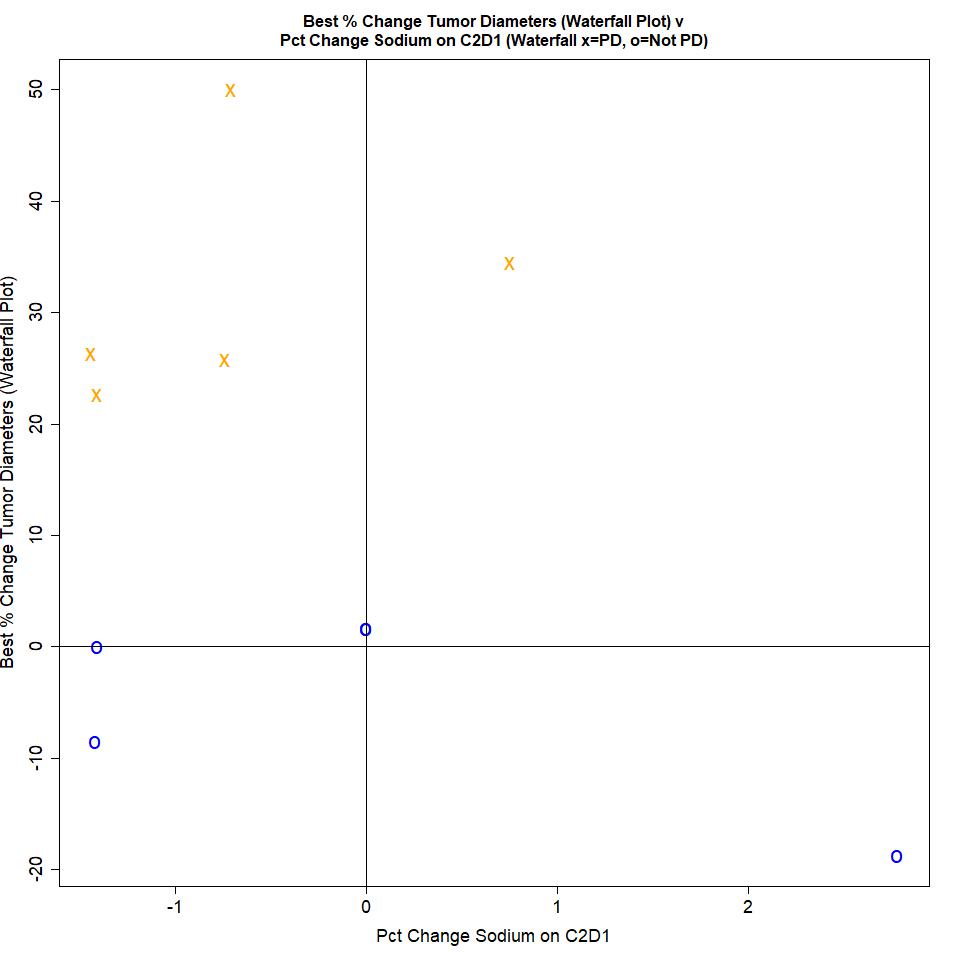 Best % Change Tumor Diameters (Waterfall Plot) v
Pct Change Sodium on C2D1 (Waterfall x=PD, o=Not PD)
Best % Change Tumor Diameters (Waterfall Plot)
50
40
30
20
10
0
-10
-20
X
X
X
X
X
O
O
O
O
-1
0
1
2
Pct Change Sodium on C2D1